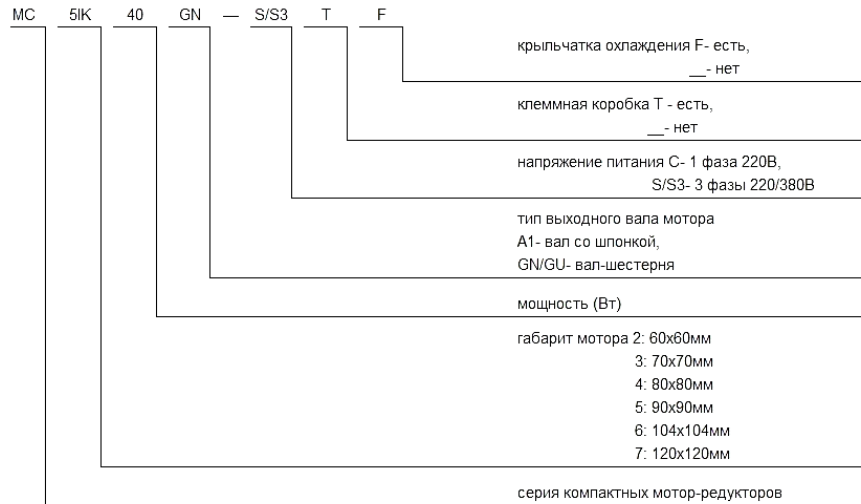 MC 5IK 40 GN — S/S3 T F
крыльчатка охлаждения F- есть,
__- нет
клеммная коробка Т - есть,
__- нет
напряжение питания С- 1 фаза 220В,
S/S3- 3 фазы 220/380В
тип выходного вала мотора
А1- вал со шпонкой,
GN/GU- вал-шестерня
мощность (Вт)
габарит мотора 2: 60х60мм
3: 70х70мм
4: 80х80мм
5: 90х90мм
6: 104х104мм
7: 120х120мм
серия компактных мотор-редукторов